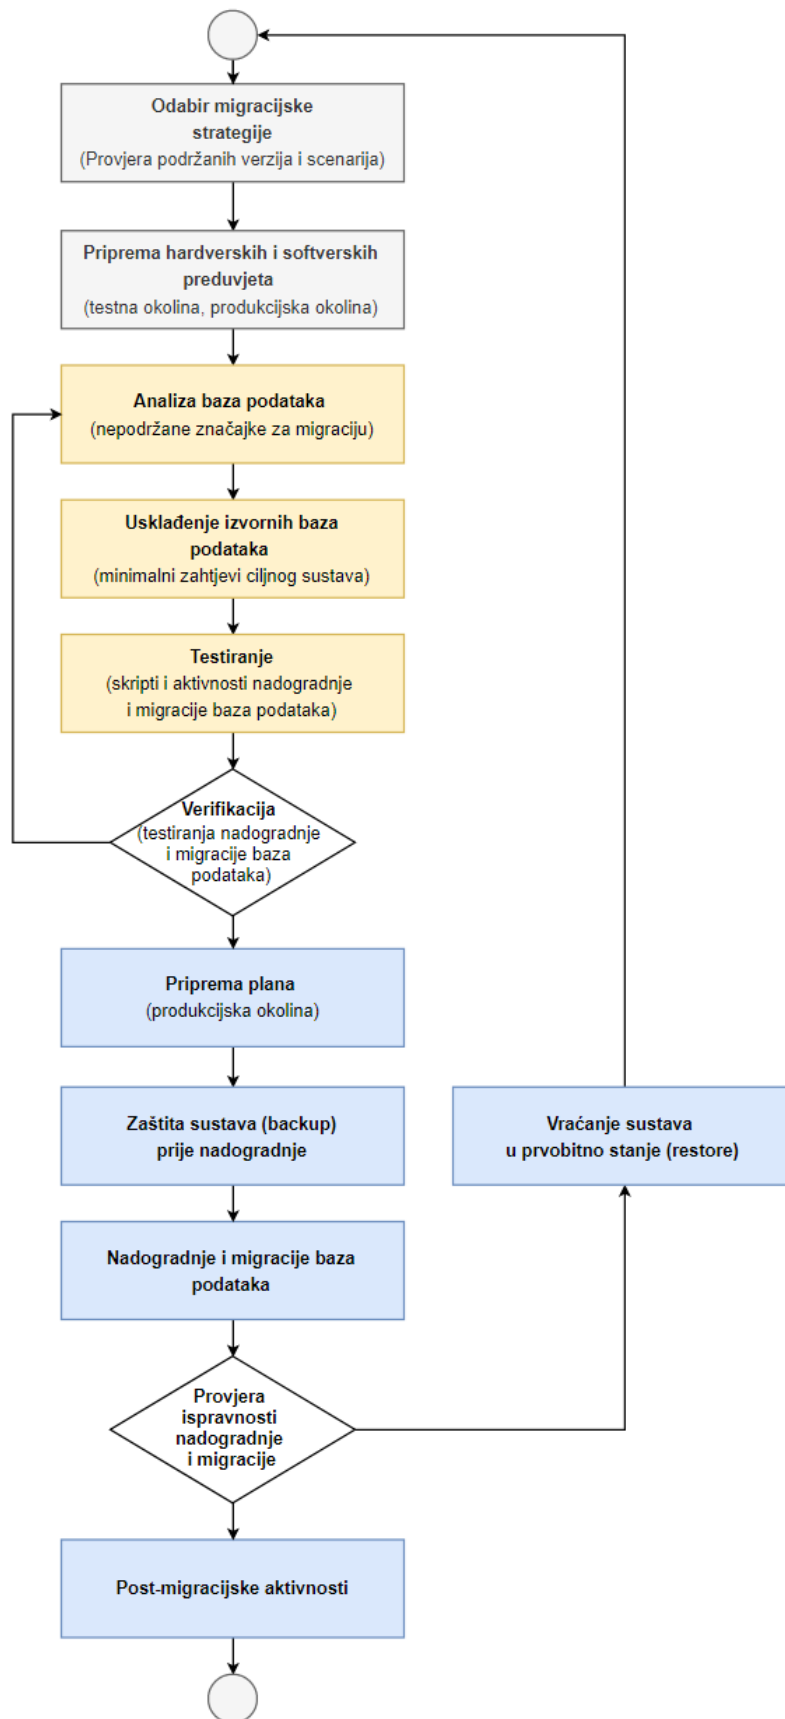 Odabir migracijske
strategije
(Provjera podržanih verzija i scenarija)
Priprema hardverskih i softverskih
preduvjeta
(testna okolina, produkcijska okolina)
Analiza baza podataka
(nepodržane značajke za migraciju)
Usklađenje izvornih baza
podataka
(minimalni zahtjevi ciljnog sustava)
Testiranje
(skripti i aktivnosti nadogradnje
i migracije baza podataka)
Verifikacija
(testiranja nadogradnje
i migracije baza
podataka)
Priprema plana
(produkcijska okolina)
Zaštita sustava (backup)
prije nadogradnje
Vraćanje sustava
u prvobitno stanje (restore)
Nadogradnje i migracije baza
podataka
Provjera
ispravnosti
nadogradnje
i migracije
Post-migracijske aktivnosti